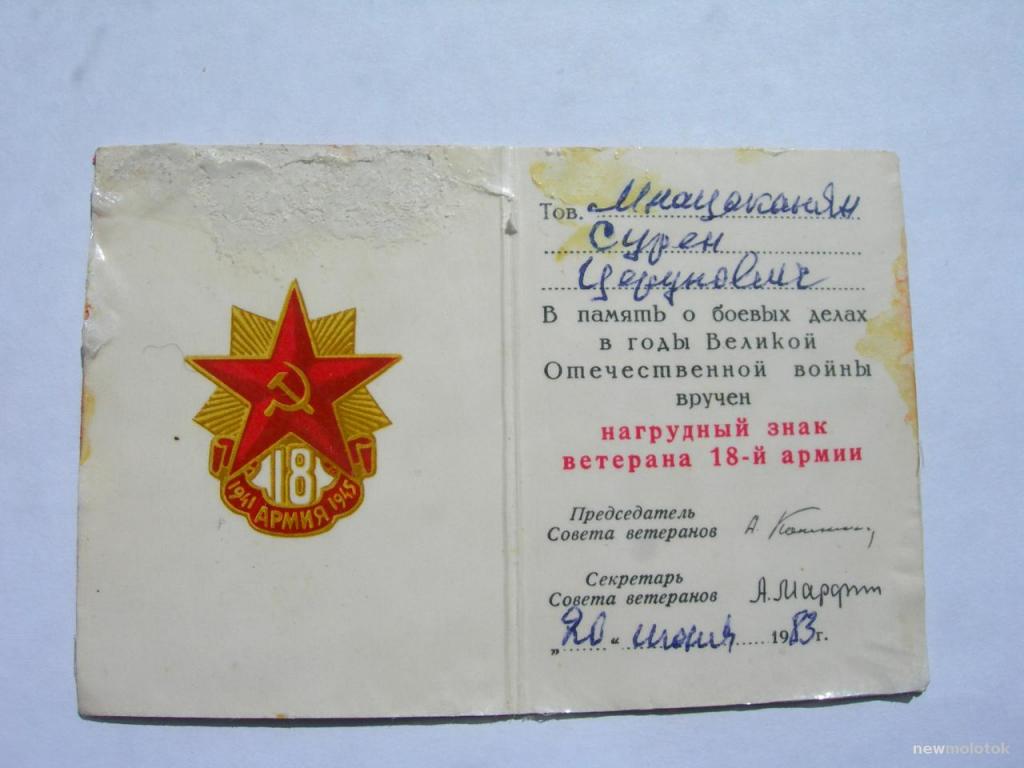 18
1941 АРМИЯ 1945
Тов. Мнацаканян
Сурен
Церунович
В память о боевых делах
в годы Великой
Отечественной войны
вручен
нагрудный знак
ветерана 18-й армии
Председатель
Совета ветеранов А.
Секретарь
Совета ветеранов А.
„20“ июня 1983 г.
newmolotok